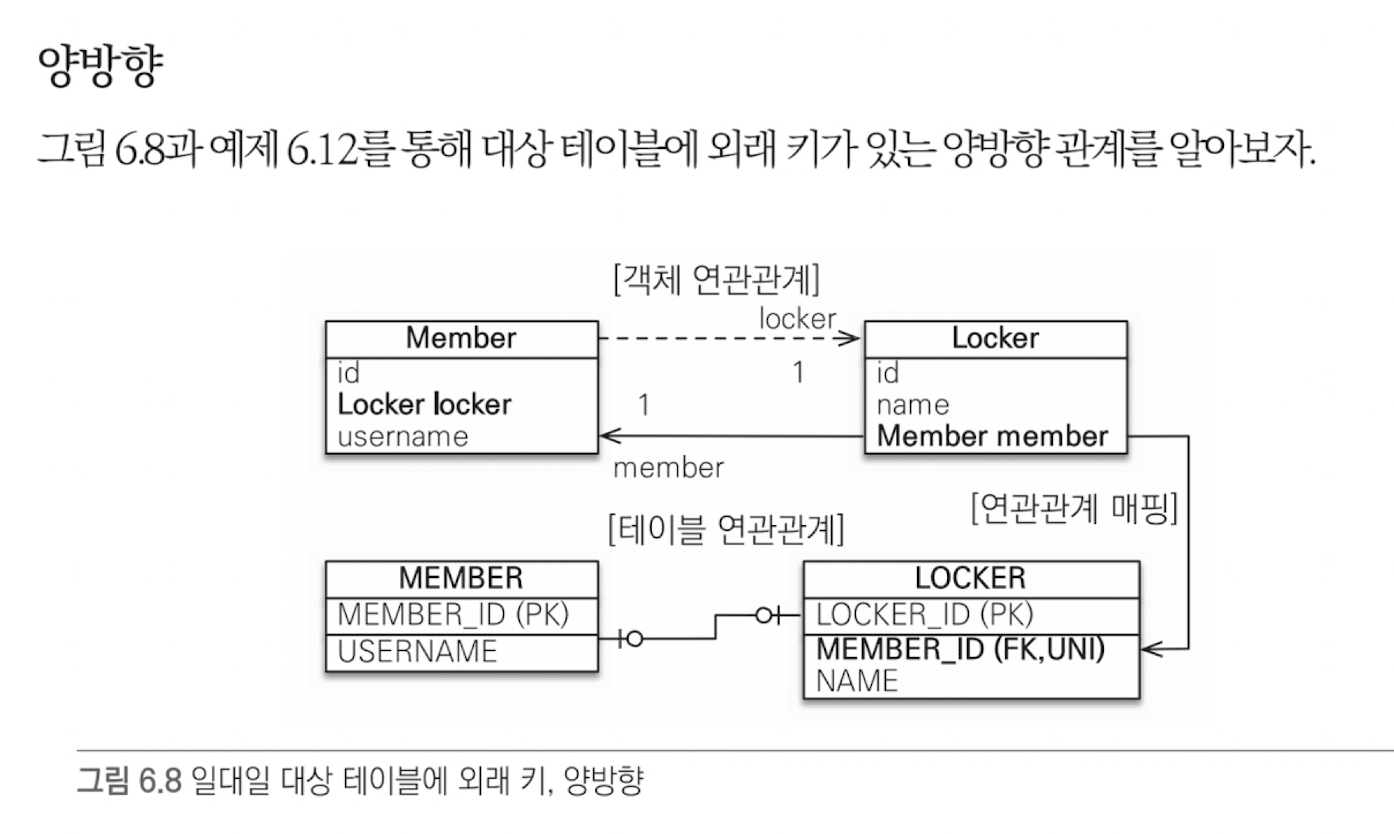 양방향
그림 6.8과 예제 6.12를 통해 대상 테이블에 외래 키가 있는 양방향 관계를 알아보자.
[객체 연관관계]
locker
Member
Locker
id
Locker locker
username
1
1
id
name
Member member
member
[연관관계 매핑]
[테이블 연관관계]
MEMBER
MEMBER_ID (PK)
USERNAME
LOCKER
LOCKER_ID (PK)
MEMBER_ID (FK,UNI)
NAME
그림 6.8 일대일 대상 테이블에 외래 키, 양방향